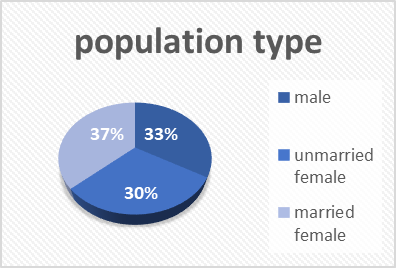 population type
37%
33%
30%
male
unmarried
female
married
female